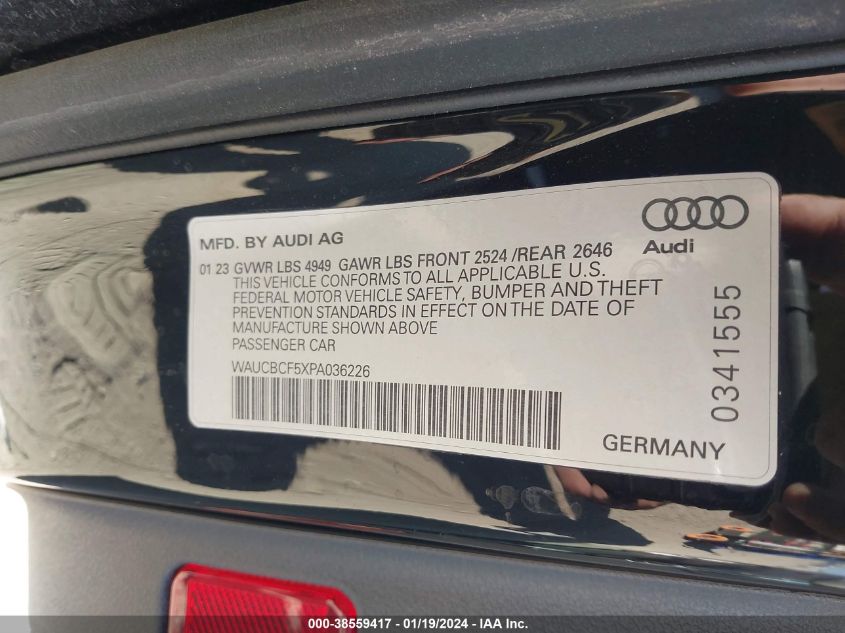 MFD. BY AUDI AG
Audi
01 23 GVWR LBS 4949 GAWR LBS FRONT 2524 /REAR 2646
THIS VEHICLE CONFORMS TO ALL APPLICABLE U.S.
FEDERAL MOTOR VEHICLE SAFETY, BUMPER AND THEFT
PREVENTION STANDARDS IN EFFECT ON THE DATE OF
MANUFACTURE SHOWN ABOVE
PASSENGER CAR
WAUCBCF5XPA036226
0341555
GERMANY
000-38559417 - 01/19/2024 - IAA Inc.